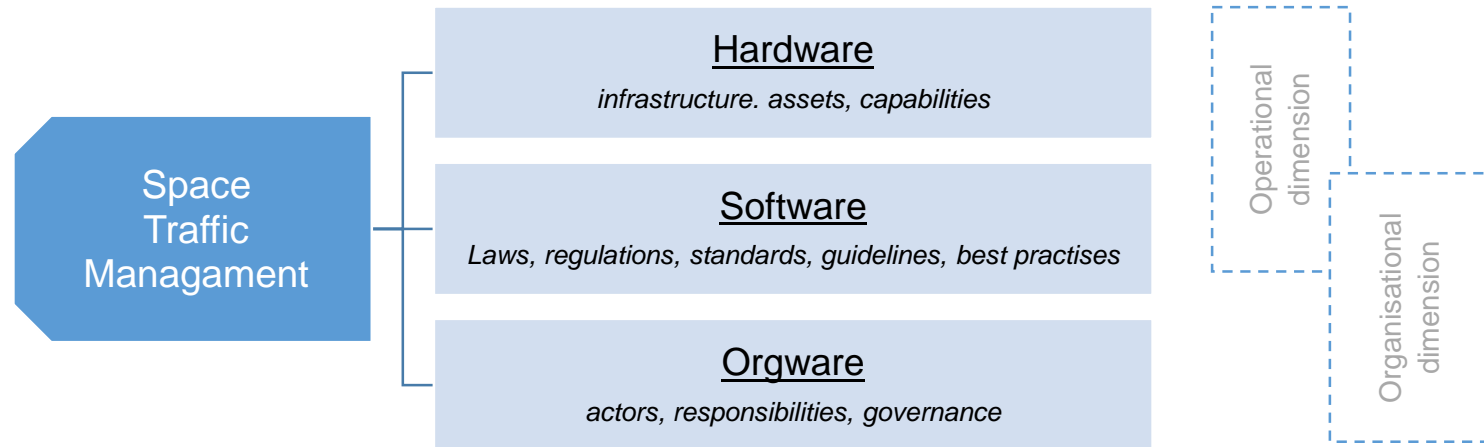 Space
Traffic
Managament
Hardware
infrastructure. assets, capabilities
Software
Laws, regulations, standards, guidelines, best practises
Orgware
actors, responsibilities, governance
Operational
dimension
Organisational
dimension